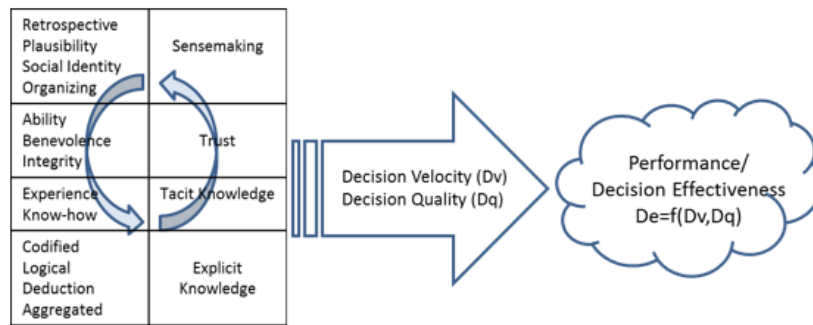 Retrospective
Plausibility
Social Identity
Organizing
Sensemaking
Ability
Benevolence
Integrity
Trust
Experience
Know-how
Tacit Knowledge
Codified
Logical
Deduction
Aggregated
Explicit
Knowledge
Decision Velocity (Dv)
Decision Quality (Dq)
Performance/
Decision Effectiveness
De=f(Dv,Dq)